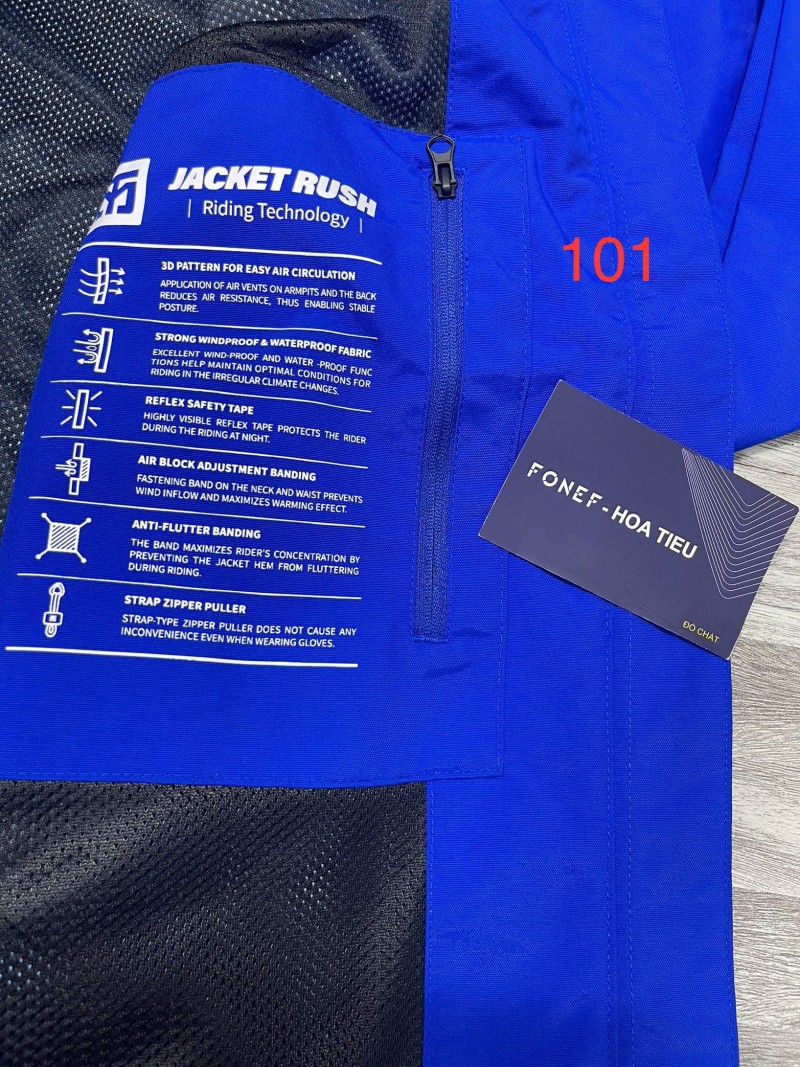 JACKET RUSH
| Riding Technology |
3D PATTERN FOR EASY AIR CIRCULATION
APPLICATION OF AIR VENTS ON ARMPITS AND THE BACK
REDUCES AIR RESISTANCE, THUS ENABLING STABLE
POSTURE.
STRONG WINDPROOF & WATERPROOF FABRIC
EXCELLENT WIND-PROOF AND WATER -PROOF FUNC
TIONS HELP MAINTAIN OPTIMAL CONDITIONS FOR
RIDING IN THE IRREGULAR CLIMATE CHANGES.
REFLEX SAFETY TAPE
HIGHLY VISIBLE REFLEX TAPE PROTECTS THE RIDER
DURING THE RIDING AT NIGHT.
AIR BLOCK ADJUSTMENT BANDING
FASTENING BAND ON THE NECK AND WAIST PREVENTS
WIND INFLOW AND MAXIMIZES WARMING EFFECT.
ANTI-FLUTTER BANDING
THE BAND MAXIMIZES RIDER'S CONCENTRATION BY
PREVENTING THE JACKET HEM FROM FLUTTERING
DURING RIDING.
STRAP ZIPPER PULLER
STRAP-TYPE ZIPPER PULLER DOES NOT CAUSE ANY
INCONVENIENCE EVEN WHEN WEARING GLOVES.
101
FONEF - HOA TIEU
ĐỒ CHẤT